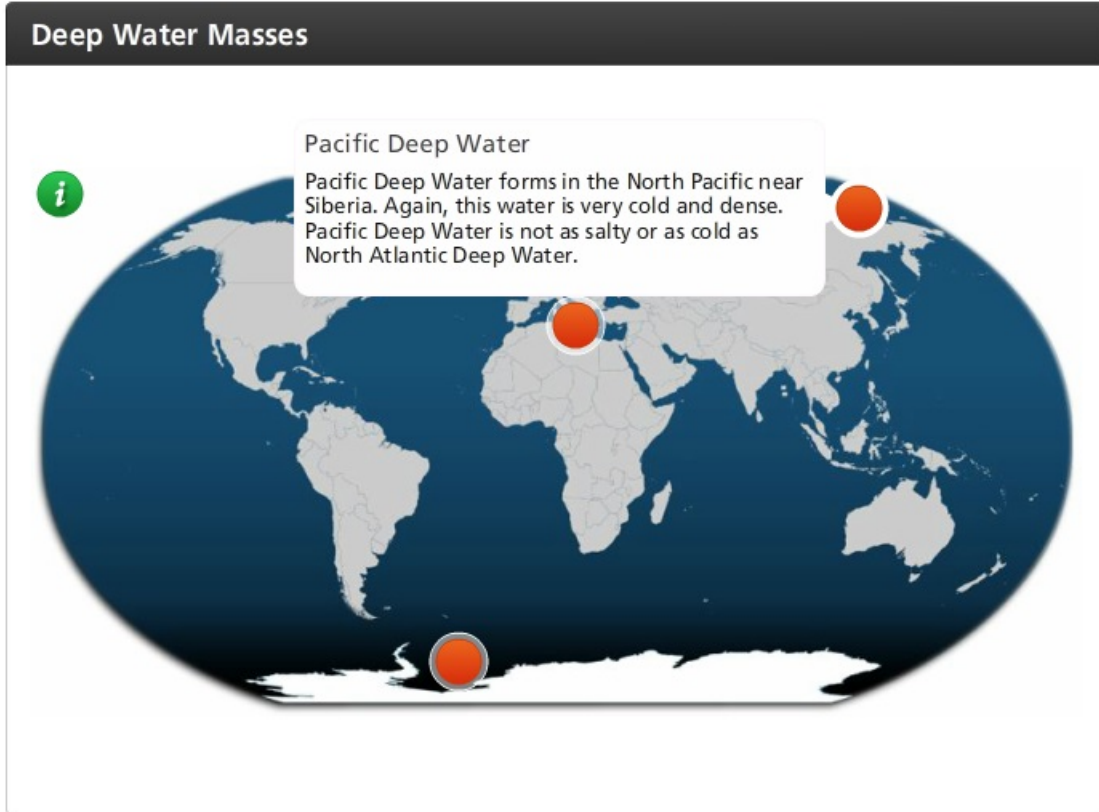 Deep Water Masses
Pacific Deep Water
i
Pacific Deep Water forms in the North Pacific near
Siberia. Again, this water is very cold and dense.
Pacific Deep Water is not as salty or as cold as
North Atlantic Deep Water.